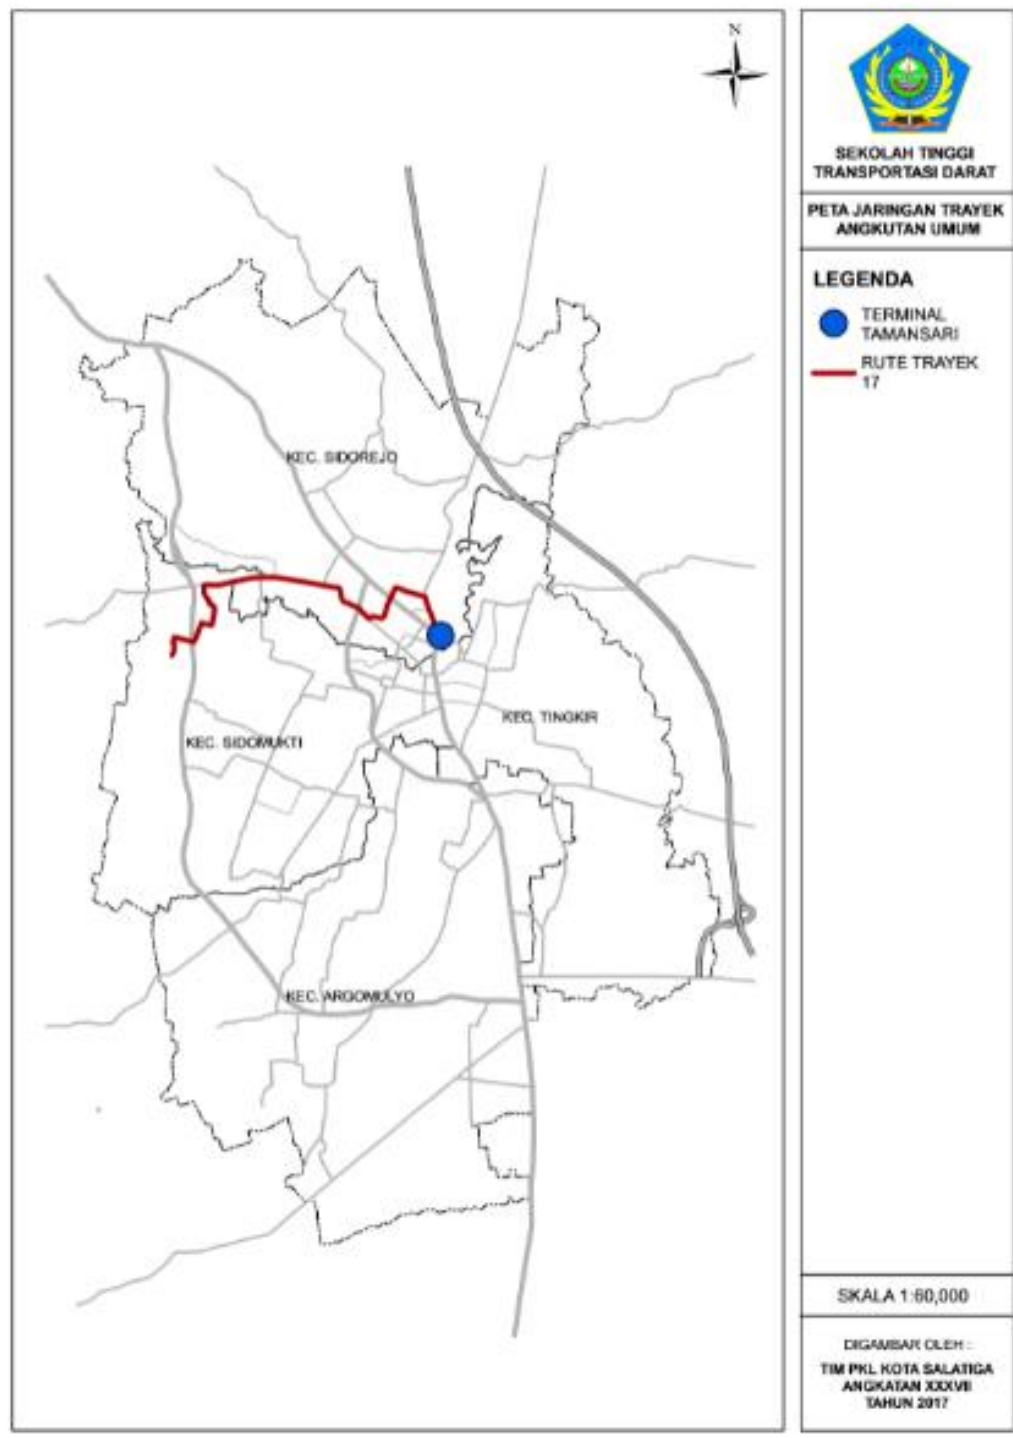 N
KEC. SIDOREJO
KEC. TINGKIR
KEC. SIDOMUKTI
KEC. ARGOMULYO
SEKOLAH TINGGI
TRANSPORTASI DARAT
PETA JARINGAN TRAYEK
ANGKUTAN UMUM
LEGENDA
TERMINAL
TAMANSARI
RUTE TRAYEK
17
SKALA 1:60,000
DIGAMBAR OLEH :
TIM PKL KOTA SALATIGA
ANGKATAN XXXVII
TAHUN 2017